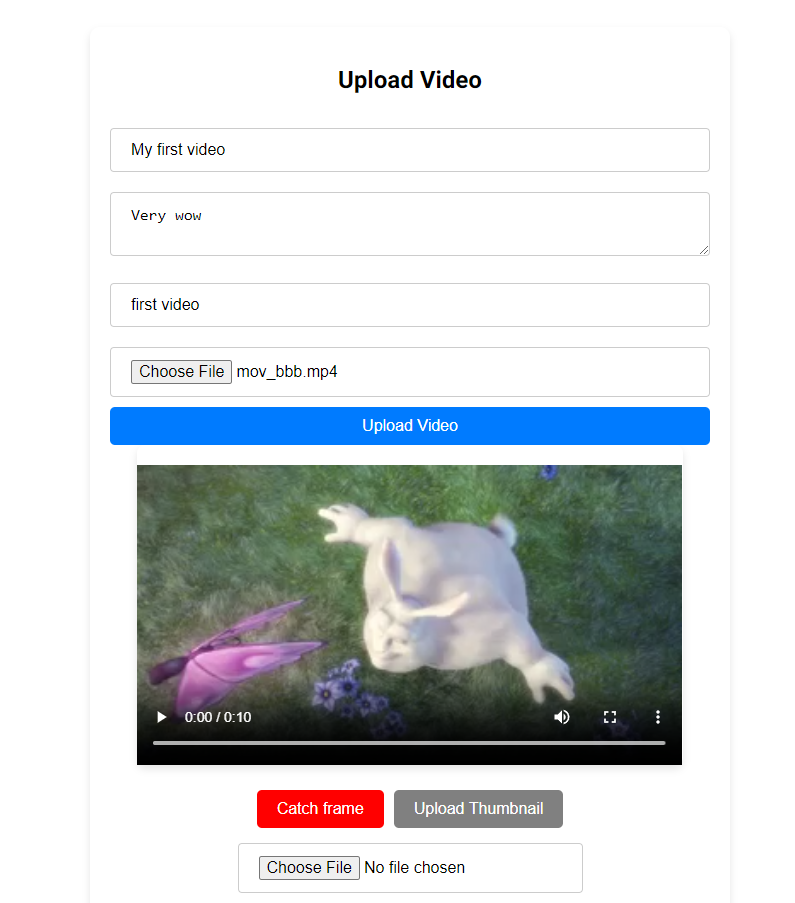 Upload Video
My first video
Very wow
first video
Choose File mov_bbb.mp4
Upload Video
0:00 / 0:10
Catch frame Upload Thumbnail
Choose File No file chosen